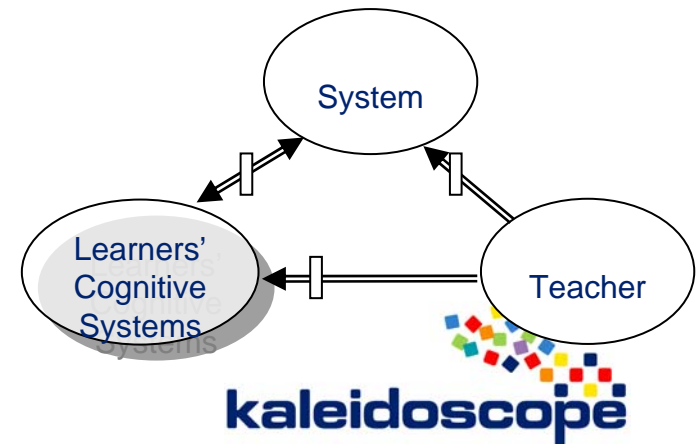 System
Learners’
Cognitive
Systems
Teacher
kaleidoscope